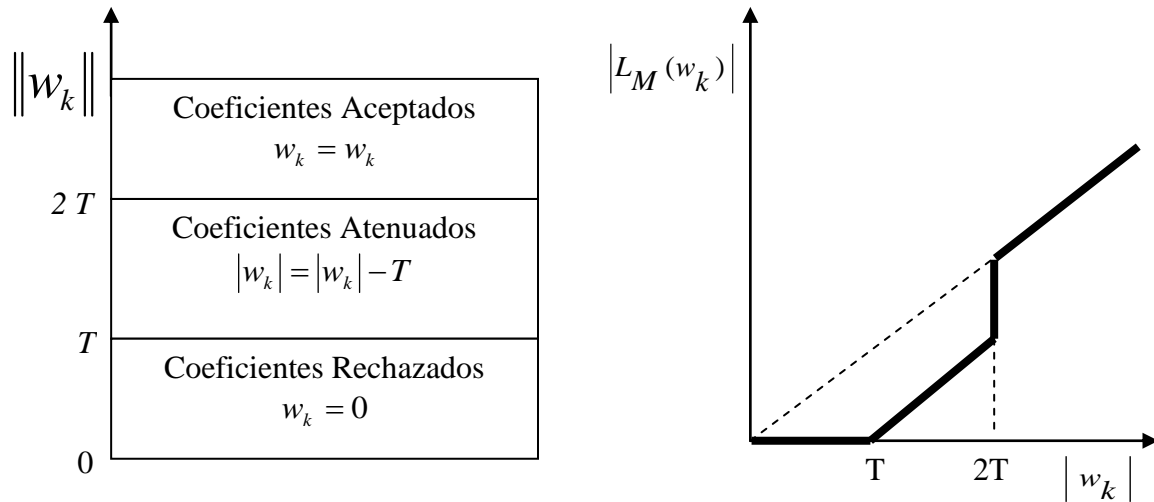 ‖w_k‖
Coeficientes Aceptados
w_k = w_k
2 T
Coeficientes Atenuados
|w_k| = |w_k| − T
T
Coeficientes Rechazados
w_k = 0
0
|L_M (w_k)|
T
2T
| w_k |